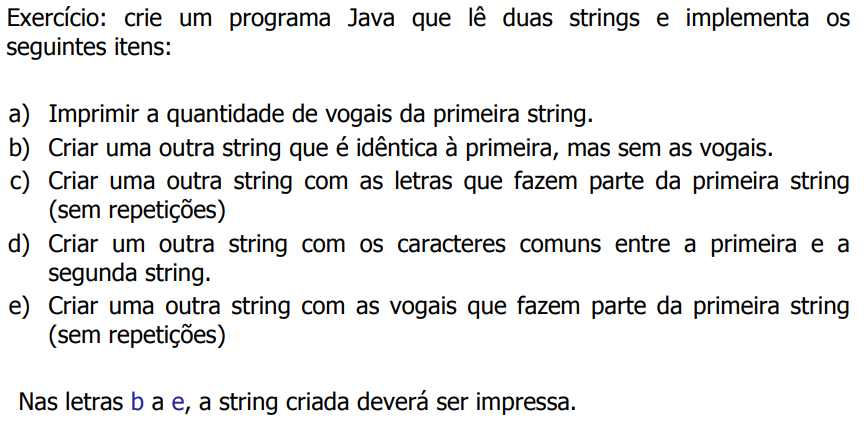 Exercício: crie um programa Java que lê duas strings e implementa os
seguintes itens:
a) Imprimir a quantidade de vogais da primeira string.
b) Criar uma outra string que é idêntica à primeira, mas sem as vogais.
c) Criar uma outra string com as letras que fazem parte da primeira string
(sem repetições)
d) Criar um outra string com os caracteres comuns entre a primeira e a
segunda string.
e) Criar uma outra string com as vogais que fazem parte da primeira string
(sem repetições)
Nas letras b a e, a string criada deverá ser impressa.